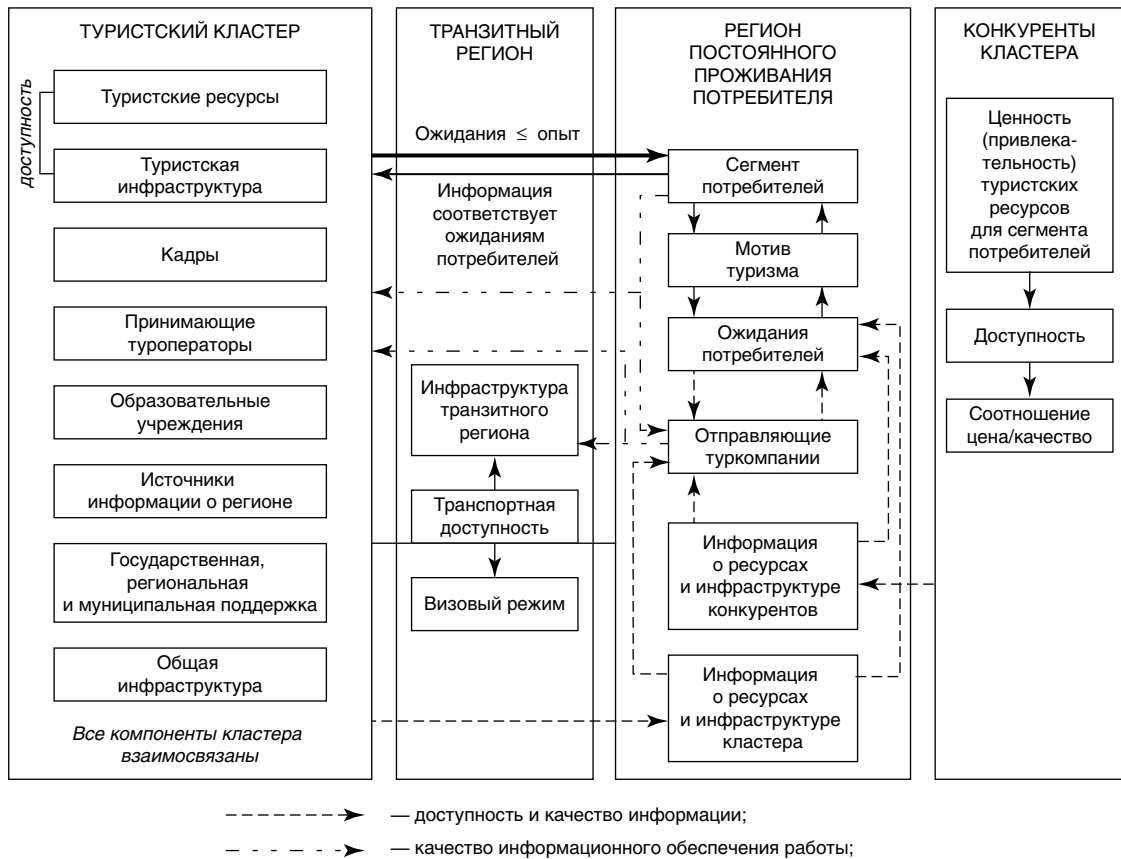 ТУРИСТСКИЙ КЛАСТЕР
доступность
Туристские ресурсы
Туристская
инфраструктура
Кадры
Принимающие
туроператоры
Образовательные
учреждения
Источники
информации о регионе
Государственная,
региональная
и муниципальная поддержка
Общая
инфраструктура
Все компоненты кластера
взаимосвязаны
ТРАНЗИТНЫЙ
РЕГИОН
Ожидания ≤ опыт
Информация
соответствует
ожиданиям
потребителей
Инфраструктура
транзитного
региона
Транспортная
доступность
Визовый режим
РЕГИОН
ПОСТОЯННОГО
ПРОЖИВАНИЯ
ПОТРЕБИТЕЛЯ
Сегмент
потребителей
Мотив
туризма
Ожидания
потребителей
Отправляющие
туркомпании
Информация
о ресурсах
и инфраструктуре
конкурентов
Информация
о ресурсах
и инфраструктуре
кластера
КОНКУРЕНТЫ
КЛАСТЕРА
Ценность
(привлека-
тельность)
туристских
ресурсов
для сегмента
потребителей
Доступность
Соотношение
цена/качество
— доступность и качество информации;
— качество информационного обеспечения работы;